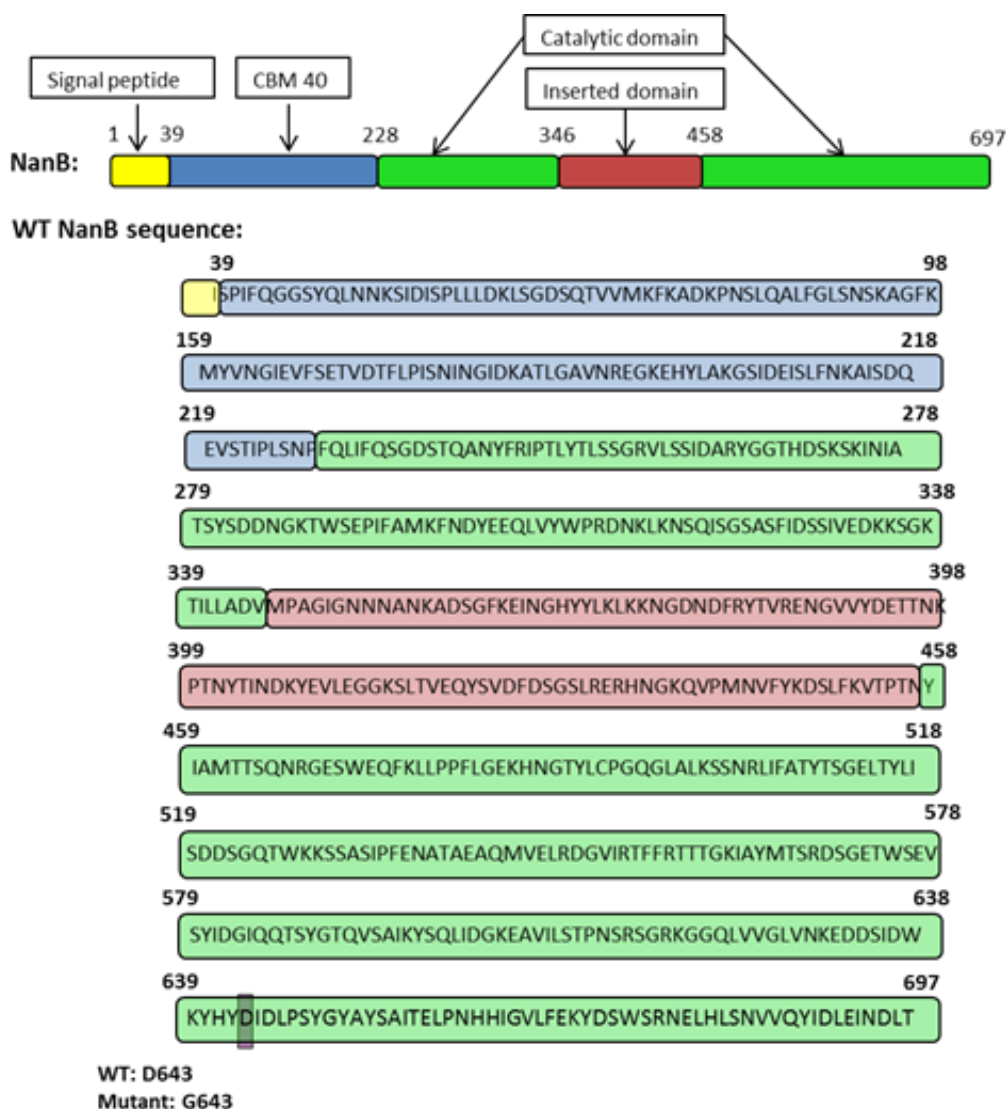 Catalytic domain
Signal peptide CBM 40 Inserted domain
1 39 228 346 458 697
NanB:
WT NanB sequence:
39 98
ISPIFQGGSYQLNNKSIDISPLLLDKLSGDSQTVVMKFKADKPNSLQALFGLSNSKAGFK
159 218
MYVNGIEVFSETVDTFLPISNINGIDKATLGAVNREGKEHYLAKGSIDEISLFNKAISDQ
219 278
EVSTIPLSNPFQLIFQSGDSTQANYFRIPTLYTLSSGRVLSSIDARYGGTHDSKSKINIA
279 338
TSYSDDNGKTWSEPIFAMKFNDYEEQLVYWPRDNKLKNSQISGSASFIDSSIVEDKKSGK
339 398
TILLADVMPAGIGNNNANKADSGFKEINGHYYLKLKKNGDNDFRYTVRENGVVYDETTNK
399 458
PTNYTINDKYEVLEGGKSLTVEQYSVDFDSGSLRERHNGKQVPMNVFYKDSLFKVTPTNY
459 518
IAMTTSQNRGESWEQFKLLPPFLGEKHNGTYLCPGQGLALKSSNRLIFATYTSGELTYLI
519 578
SDDSGQTWKKSSASIPFENATAEAQMVELRDGVIRTFFRTTTGKIAYMTSRDSGETWSEV
579 638
SYIDGIQQTSYGTQVSAIKYSQLIDGKEAVILSTPNSRSGRKGGQLVVGLVNKEDDSIDW
639 697
KYHYDIDLPSYGYAYSAITELPNHHIGVLFEKYDSWSRNELHLSNVVQYIDLEINDLT
WT: D643
Mutant: G643